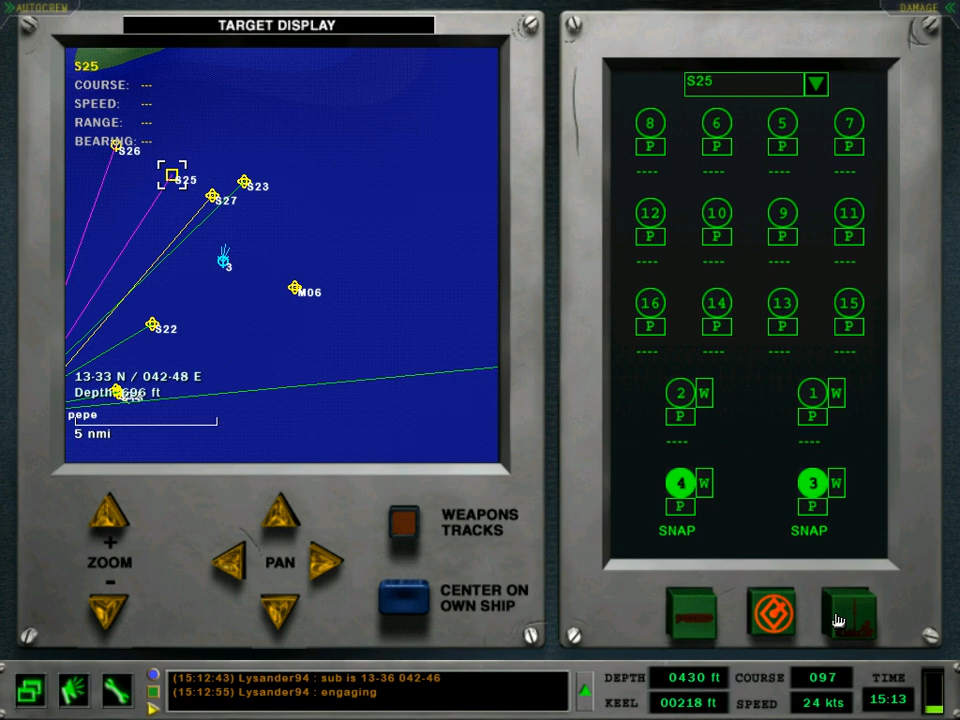 AUTOCREW
TARGET DISPLAY
DAMAGE
S25
COURSE: ---
SPEED: ---
RANGE: ---
BEARING: ---
S26
S25
S23
S27
3
M06
S22
13-33 N / 042-48 E
Depth: 696 ft
pepe
5 nmi
S25
8 6 5 7
P P P P
---- ---- ---- ----
12 10 9 11
P P P P
---- ---- ---- ----
16 14 13 15
P P P P
---- ---- ---- ----
2 W 1 W
P P
---- ----
4 W 3 W
P P
SNAP SNAP
+
ZOOM
-
PAN
WEAPONS
TRACKS
CENTER ON
OWN SHIP
(15:12:43) Lysander94 : sub is 13-36 042-46
(15:12:55) Lysander94 : engaging
DEPTH 0430 ft COURSE 097 TIME
KEEL 00218 ft SPEED 24 kts 15:13